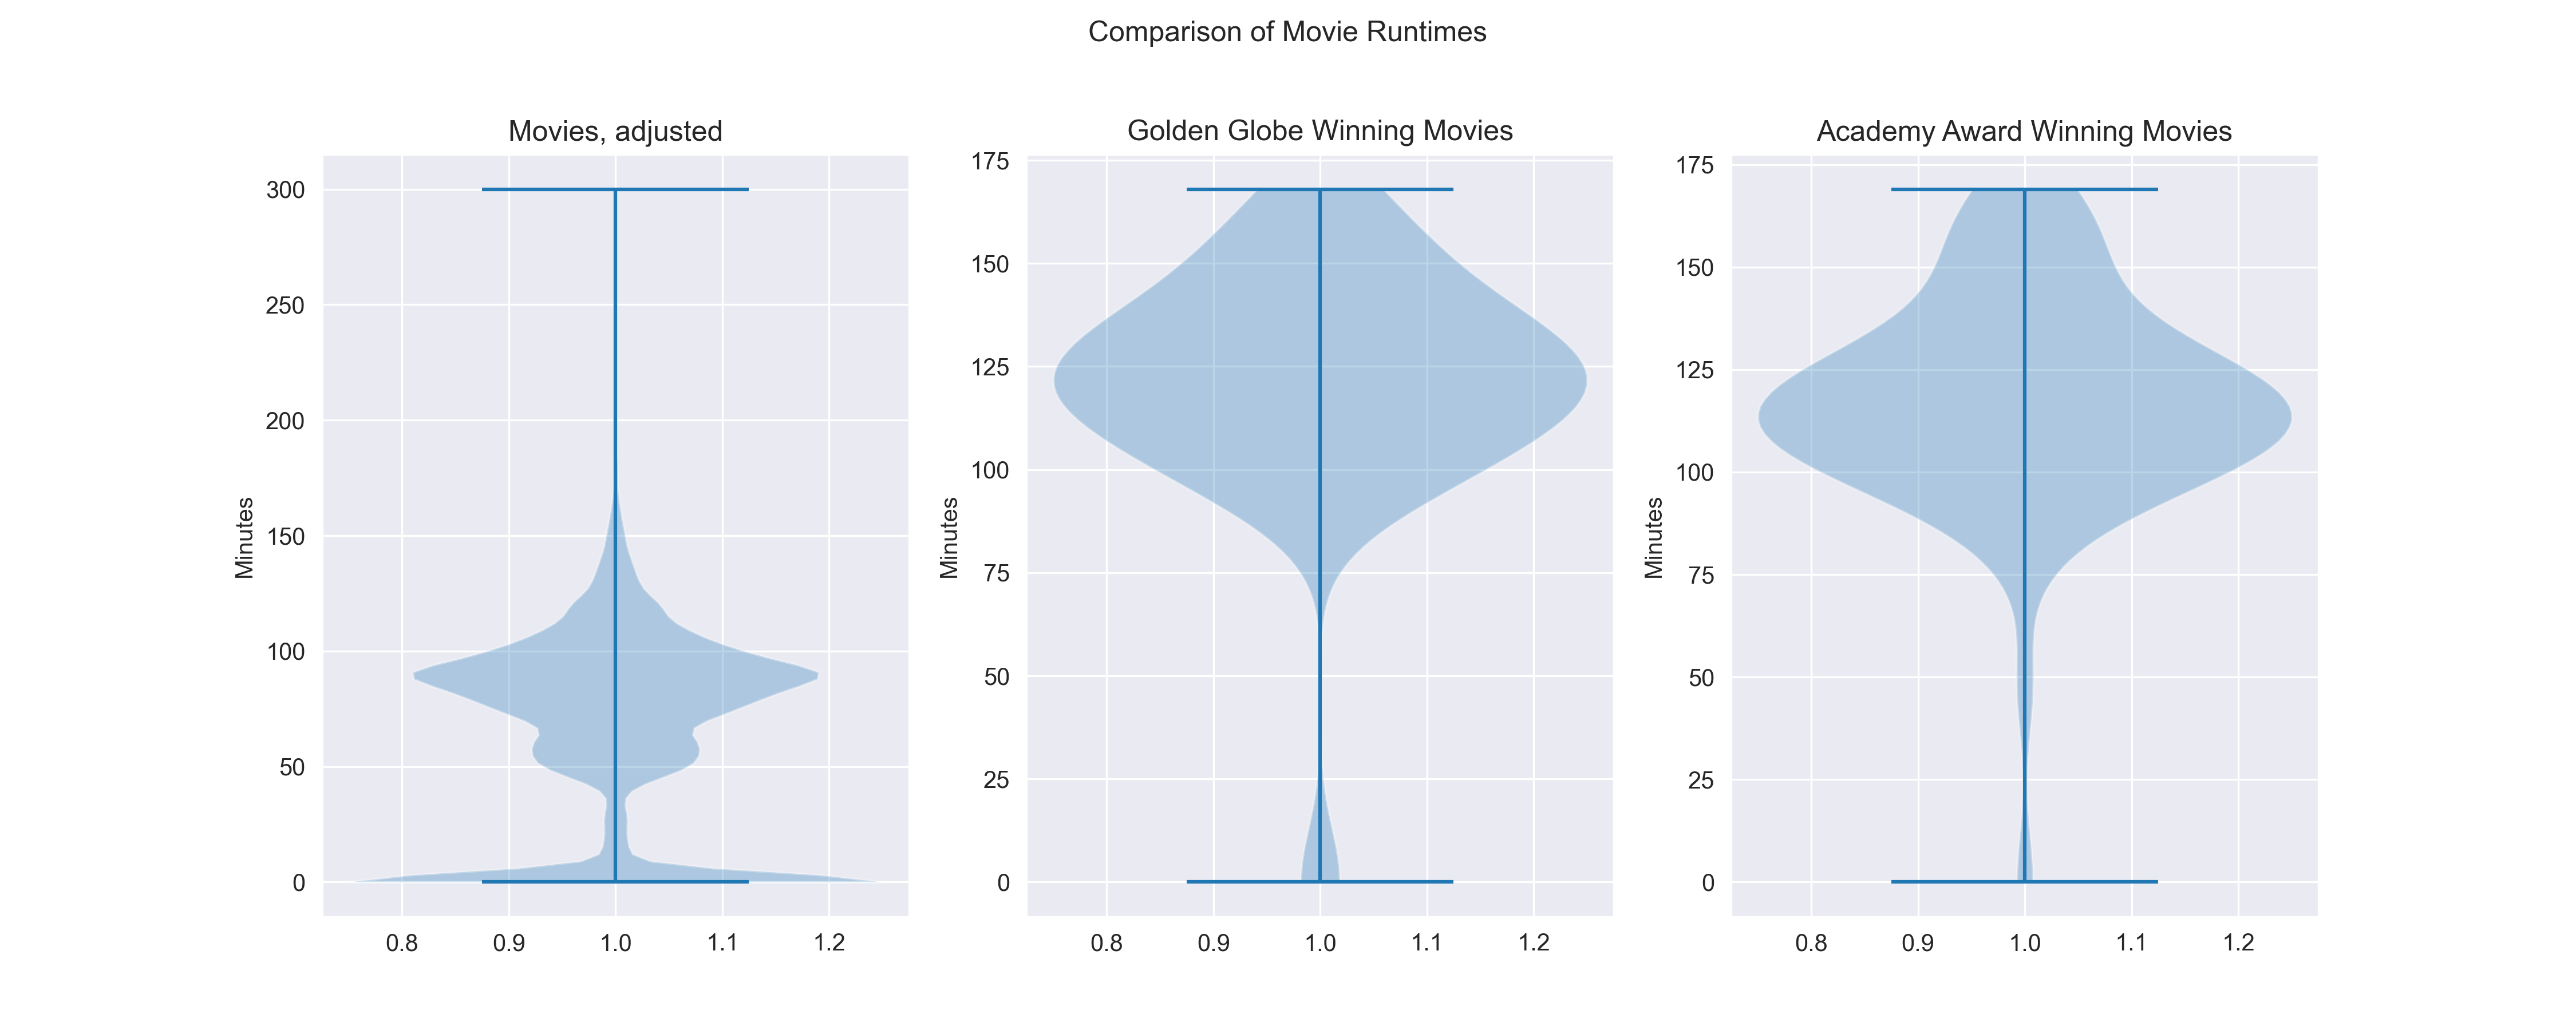 Comparison of Movie Runtimes
Movies, adjusted
300
250
200
150
100
50
0
Minutes
0.8 0.9 1.0 1.1 1.2
Golden Globe Winning Movies
175
150
125
100
75
50
25
0
Minutes
0.8 0.9 1.0 1.1 1.2
Academy Award Winning Movies
175
150
125
100
75
50
25
0
Minutes
0.8 0.9 1.0 1.1 1.2